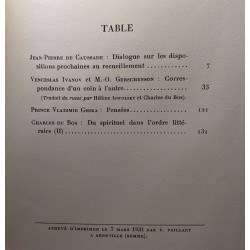 TABLE
JEAN-PIERRE DE CAUSSADE : Dialogue sur les dispo-
sitions prochaines au recueillement . . . . 7
VENCESLAS IVANOV et M.-O. GERSCHENSON : Corres-
pondance d'un coin à l'autre . . . . 35
(Traduit du russe par Hélène Iswolsky et Charles du Bos)
PRINCE VLADIMIR GHIKA : Pensées . . . . 121
CHARLES DU BOS : Du spirituel dans l'ordre litté-
raire (II) . . . . 131
ACHEVÉ D'IMPRIMER LE 7 MARS 1931 PAR F. PAILLART
A ABBEVILLE (SOMME).